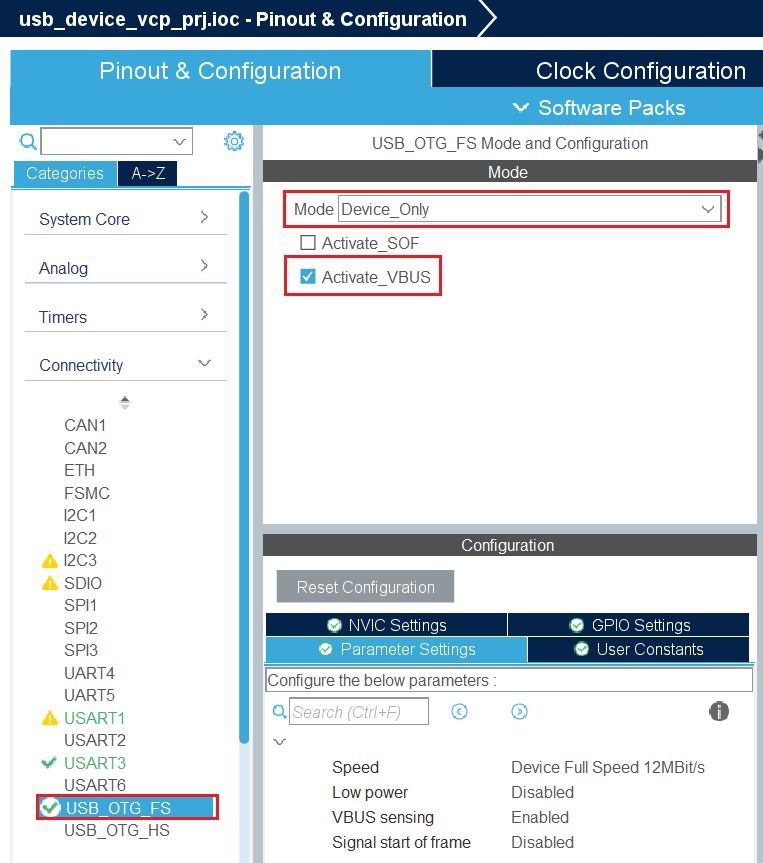 usb_device_vcp_prj.ioc - Pinout & Configuration
Pinout & Configuration
Clock Configuration
Software Packs
Categories
A->Z
System Core
Analog
Timers
Connectivity
CAN1
CAN2
ETH
FSMC
I2C1
I2C2
I2C3
SDIO
SPI1
SPI2
SPI3
UART4
UART5
USART1
USART2
USART3
USART6
USB_OTG_FS
USB_OTG_HS
USB_OTG_FS Mode and Configuration
Mode
Mode Device_Only
Activate_SOF
Activate_VBUS
Configuration
Reset Configuration
NVIC Settings
GPIO Settings
Parameter Settings
User Constants
Configure the below parameters :
Search (Ctrl+F)
Speed Device Full Speed 12MBit/s
Low power Disabled
VBUS sensing Enabled
Signal start of frame Disabled